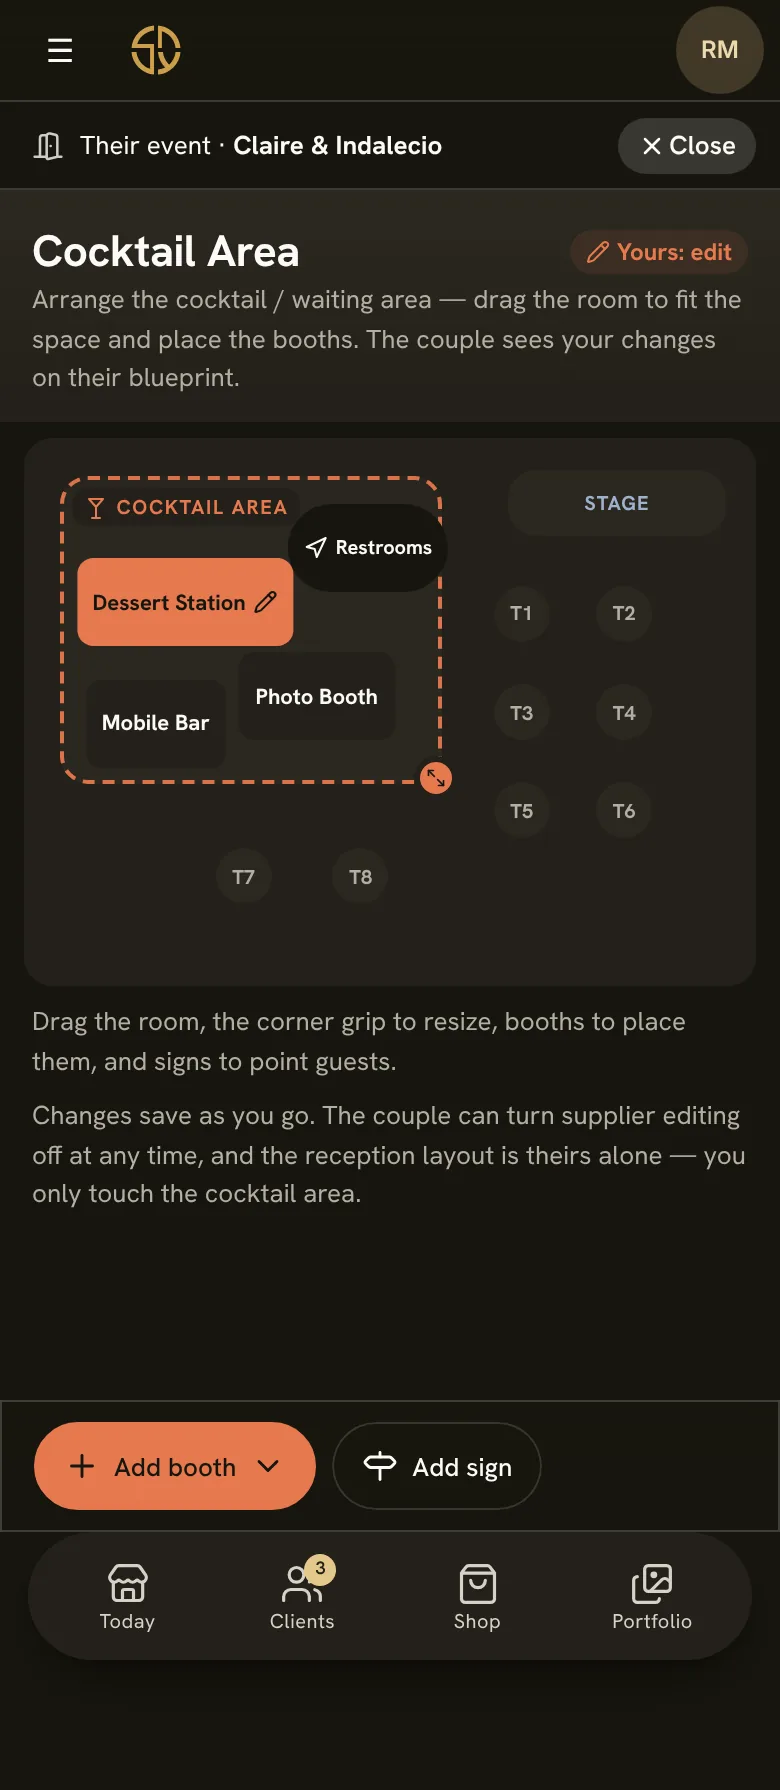 RM
Their event · Claire & Indalecio
Close
Cocktail Area
Yours: edit
Arrange the cocktail / waiting area — drag the room to fit the
space and place the booths. The couple sees your changes
on their blueprint.
COCKTAIL AREA
STAGE
Restrooms
Dessert Station
T1
T2
Photo Booth
Mobile Bar
T3
T4
T5
T6
T7
T8
Drag the room, the corner grip to resize, booths to place
them, and signs to point guests.
Changes save as you go. The couple can turn supplier editing
off at any time, and the reception layout is theirs alone — you
only touch the cocktail area.
Add booth
Add sign
3
Today
Clients
Shop
Portfolio